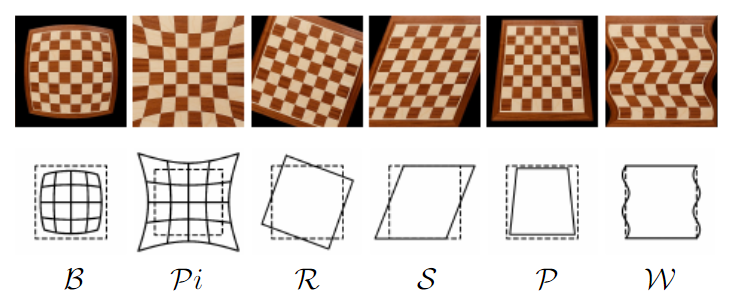 ℬ 𝒫i ℛ 𝒮 𝒫 𝒲